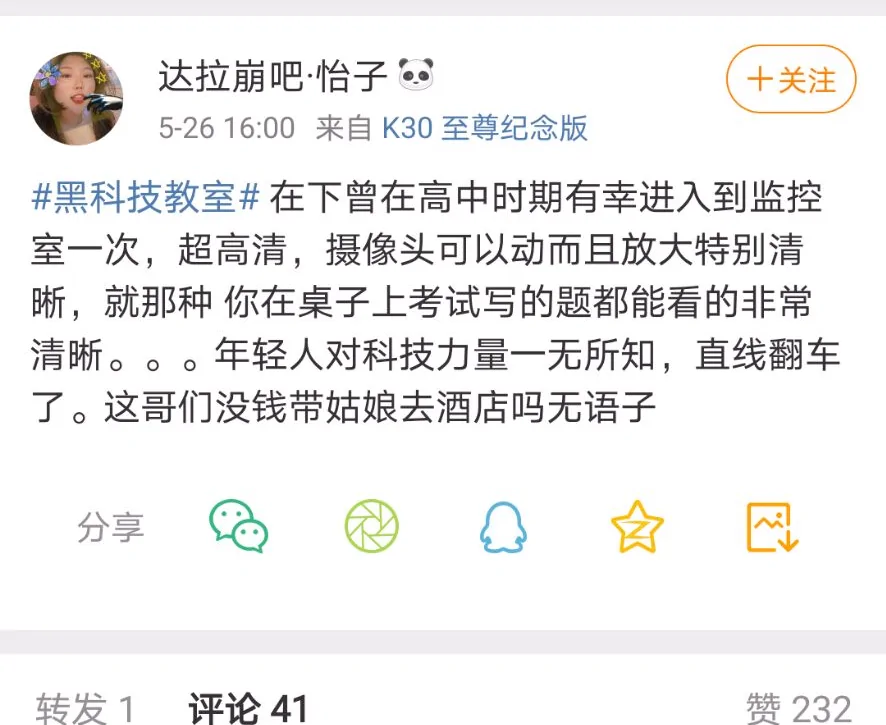 达拉崩吧·怡子🐼
+关注
5-26 16:00 来自 K30 至尊纪念版
#黑科技教室# 在下曾在高中时期有幸进入到监控
室一次，超高清，摄像头可以动而且放大特别清
晰，就那种 你在桌子上考试写的题都能看的非常
清晰。。。年轻人对科技力量一无所知，直线翻车
了。这哥们没钱带姑娘去酒店吗无语子
分享
转发 1 评论 41 赞 232